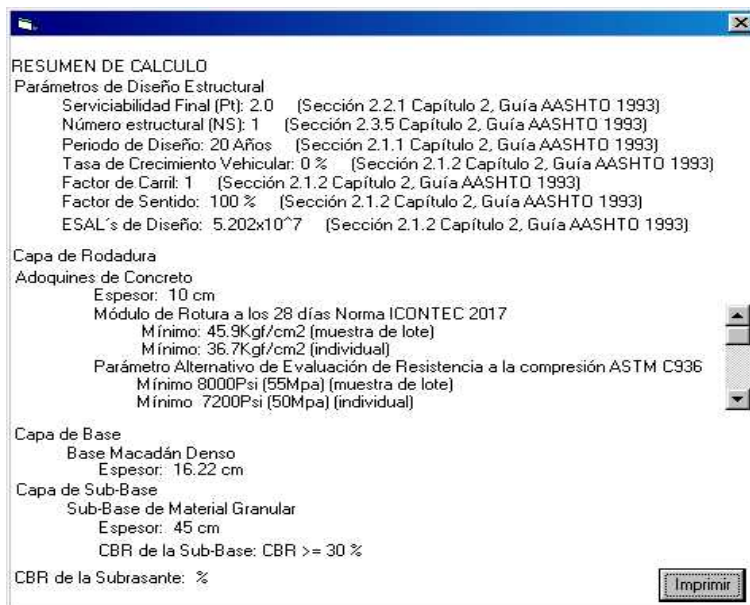 RESUMEN DE CALCULO
Parámetros de Diseño Estructural
Serviciabilidad Final (Pt): 2.0 (Sección 2.2.1 Capítulo 2, Guía AASHTO 1993)
Número estructural (NS): 1 (Sección 2.3.5 Capítulo 2, Guía AASHTO 1993)
Periodo de Diseño: 20 Años (Sección 2.1.1 Capítulo 2, Guía AASHTO 1993)
Tasa de Crecimiento Vehicular: 0 % (Sección 2.1.2 Capítulo 2, Guía AASHTO 1993)
Factor de Carril: 1 (Sección 2.1.2 Capítulo 2, Guía AASHTO 1993)
Factor de Sentido: 100 % (Sección 2.1.2 Capítulo 2, Guía AASHTO 1993)
ESAL´s de Diseño: 5.202x10^7 (Sección 2.1.2 Capítulo 2, Guía AASHTO 1993)
Capa de Rodadura
Adoquines de Concreto
Espesor: 10 cm
Módulo de Rotura a los 28 días Norma ICONTEC 2017
Mínimo: 45.9Kgf/cm2 (muestra de lote)
Mínimo: 36.7Kgf/cm2 (individual)
Parámetro Alternativo de Evaluación de Resistencia a la compresión ASTM C936
Mínimo 8000Psi (55Mpa) (muestra de lote)
Mínimo 7200Psi (50Mpa) (individual)
Capa de Base
Base Macadán Denso
Espesor: 16.22 cm
Capa de Sub-Base
Sub-Base de Material Granular
Espesor: 45 cm
CBR de la Sub-Base: CBR >= 30 %
CBR de la Subrasante: %
Imprimir